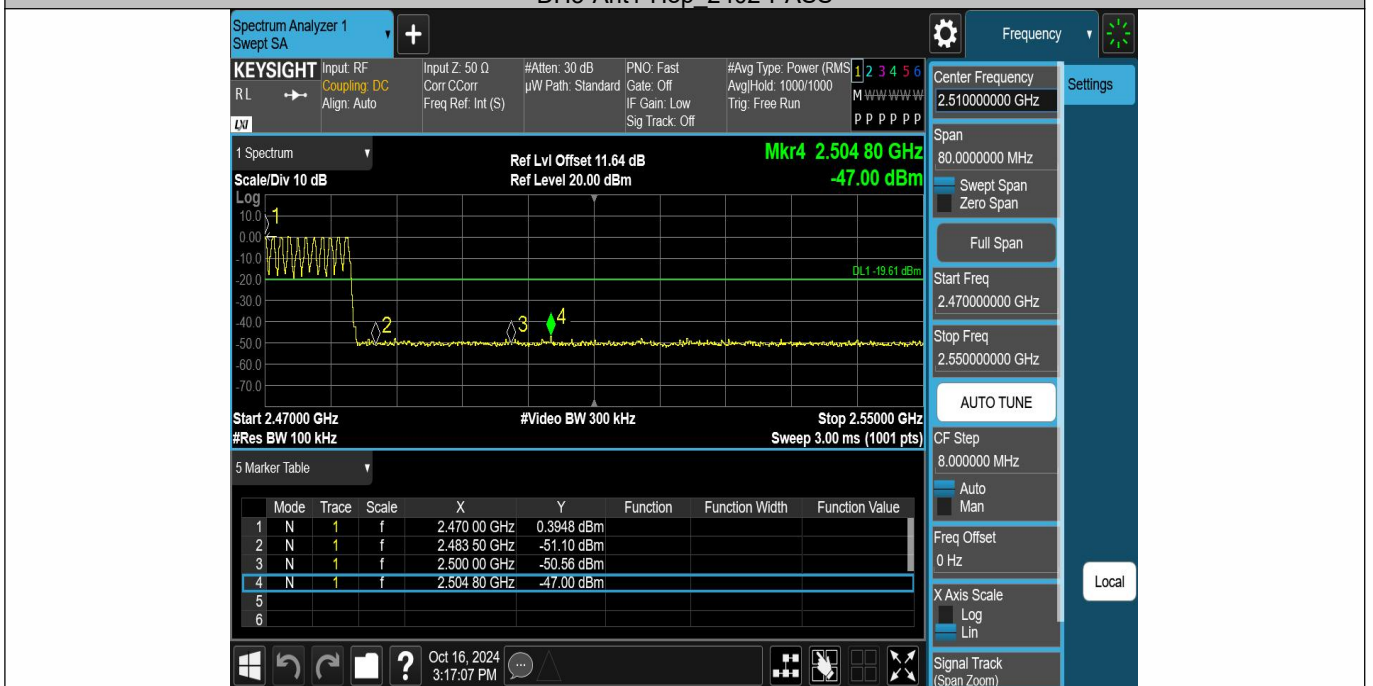 Spectrum Analyzer 1
Swept SA
+
Frequency
KEYSIGHT
RL
LXI
Input: RF
Coupling: DC
Align: Auto
Input Z: 50 Ω
Corr CCorr
Freq Ref: Int (S)
#Atten: 30 dB
µW Path: Standard
PNO: Fast
Gate: Off
IF Gain: Low
Sig Track: Off
#Avg Type: Power (RMS
Avg|Hold: 1000/1000
Trig: Free Run
1 2 3 4 5 6
M W W W W W
P P P P P P
1 Spectrum
Scale/Div 10 dB
Ref Lvl Offset 11.64 dB
Ref Level 20.00 dBm
Mkr4 2.504 80 GHz
-47.00 dBm
Log
10.0
0.00
-10.0
-20.0
-30.0
-40.0
-50.0
-60.0
-70.0
1
2
3
4
DL1 -19.61 dBm
Start 2.47000 GHz
#Video BW 300 kHz
Stop 2.55000 GHz
#Res BW 100 kHz
Sweep 3.00 ms (1001 pts)
5 Marker Table
Mode Trace Scale X Y Function Function Width Function Value
1 N 1 f 2.470 00 GHz 0.3948 dBm
2 N 1 f 2.483 50 GHz -51.10 dBm
3 N 1 f 2.500 00 GHz -50.56 dBm
4 N 1 f 2.504 80 GHz -47.00 dBm
5
6
?
Oct 16, 2024
3:17:07 PM
Center Frequency
2.510000000 GHz
Settings
Span
80.0000000 MHz
Swept Span
Zero Span
Full Span
Start Freq
2.470000000 GHz
Stop Freq
2.550000000 GHz
AUTO TUNE
CF Step
8.000000 MHz
Auto
Man
Freq Offset
0 Hz
X Axis Scale
Log
Lin
Local
Signal Track
(Span Zoom)